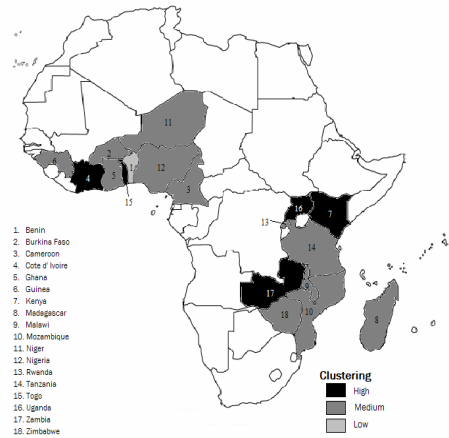 11
2
6
1
12
4
5
3
15
16
7
13
14
9
17
10
18
8
1. Benin
2. Burkina Faso
3. Cameroon
4. Cote d' Ivoire
5. Ghana
6. Guinea
7. Kenya
8. Madagascar
9. Malawi
10. Mozambique
11. Niger
12. Nigeria
13. Rwanda
14. Tanzania
15. Togo
16. Uganda
17. Zambia
18. Zimbabwe
Clustering
High
Medium
Low